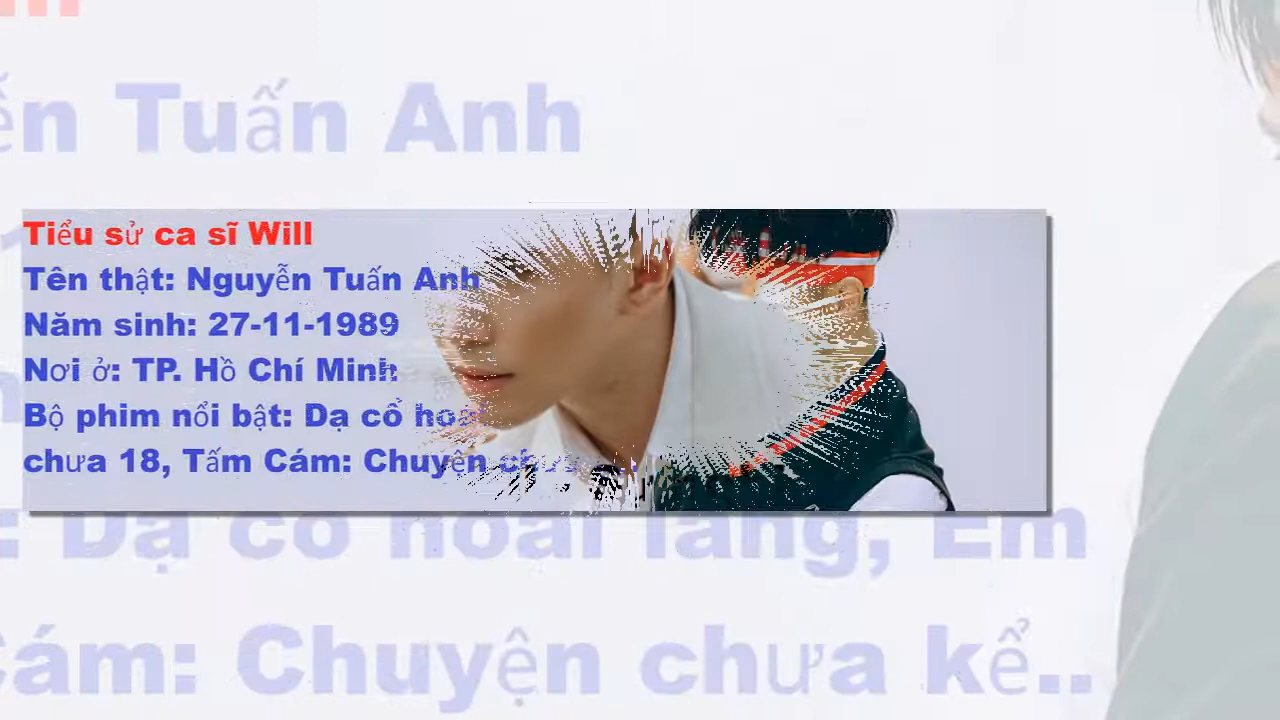 ễn Tuấn Anh
Tiểu sử ca sĩ Will
Tên thật: Nguyễn Tuấn Anh
Năm sinh: 27-11-1989
Nơi ở: TP. Hồ Chí Minh
Bộ phim nổi bật: Dạ cổ hoài
chưa 18, Tấm Cám: Chuyện chưa
: Dạ cổ hoài lang, Em
Cám: Chuyện chưa kể..